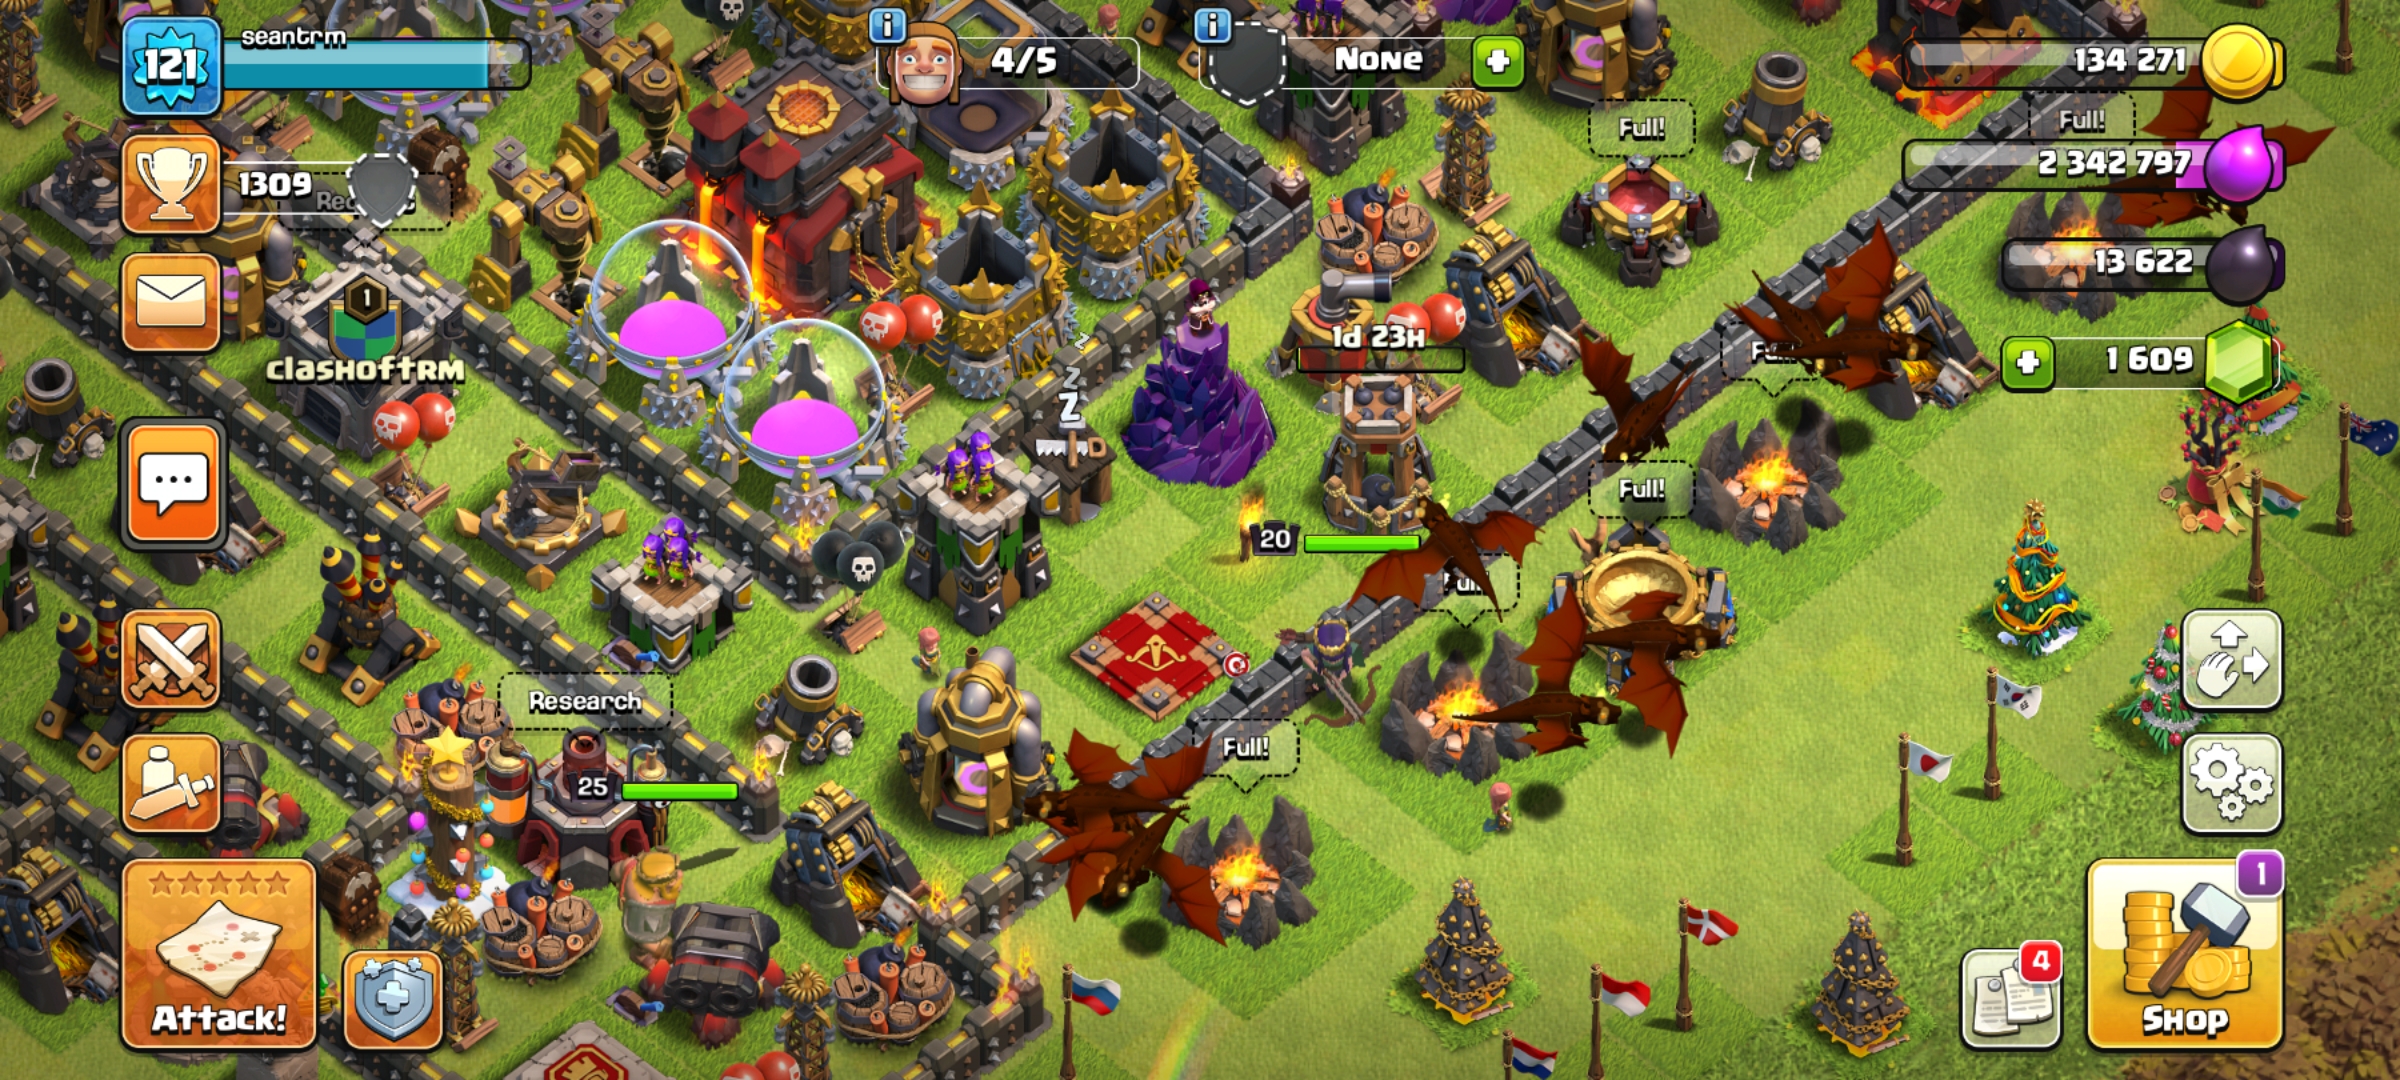 121
seantrm
4/5
None
134 271
Full!
Full!
1309
2 342 797
13 622
1d 23H
1 609
1
clashoftRM
Z
Z
Z
Full!
20
Research
25
Full!
Attack!
1
4
Shop